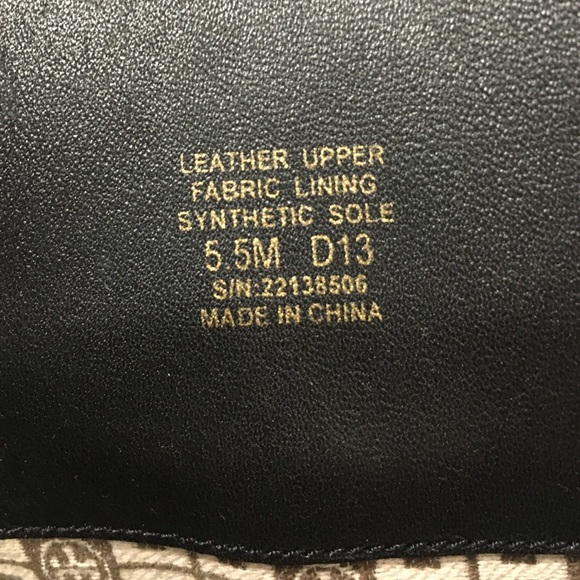 LEATHER UPPER
FABRIC LINING
SYNTHETIC SOLE
5.5M D13
S/N:22138506
MADE IN CHINA